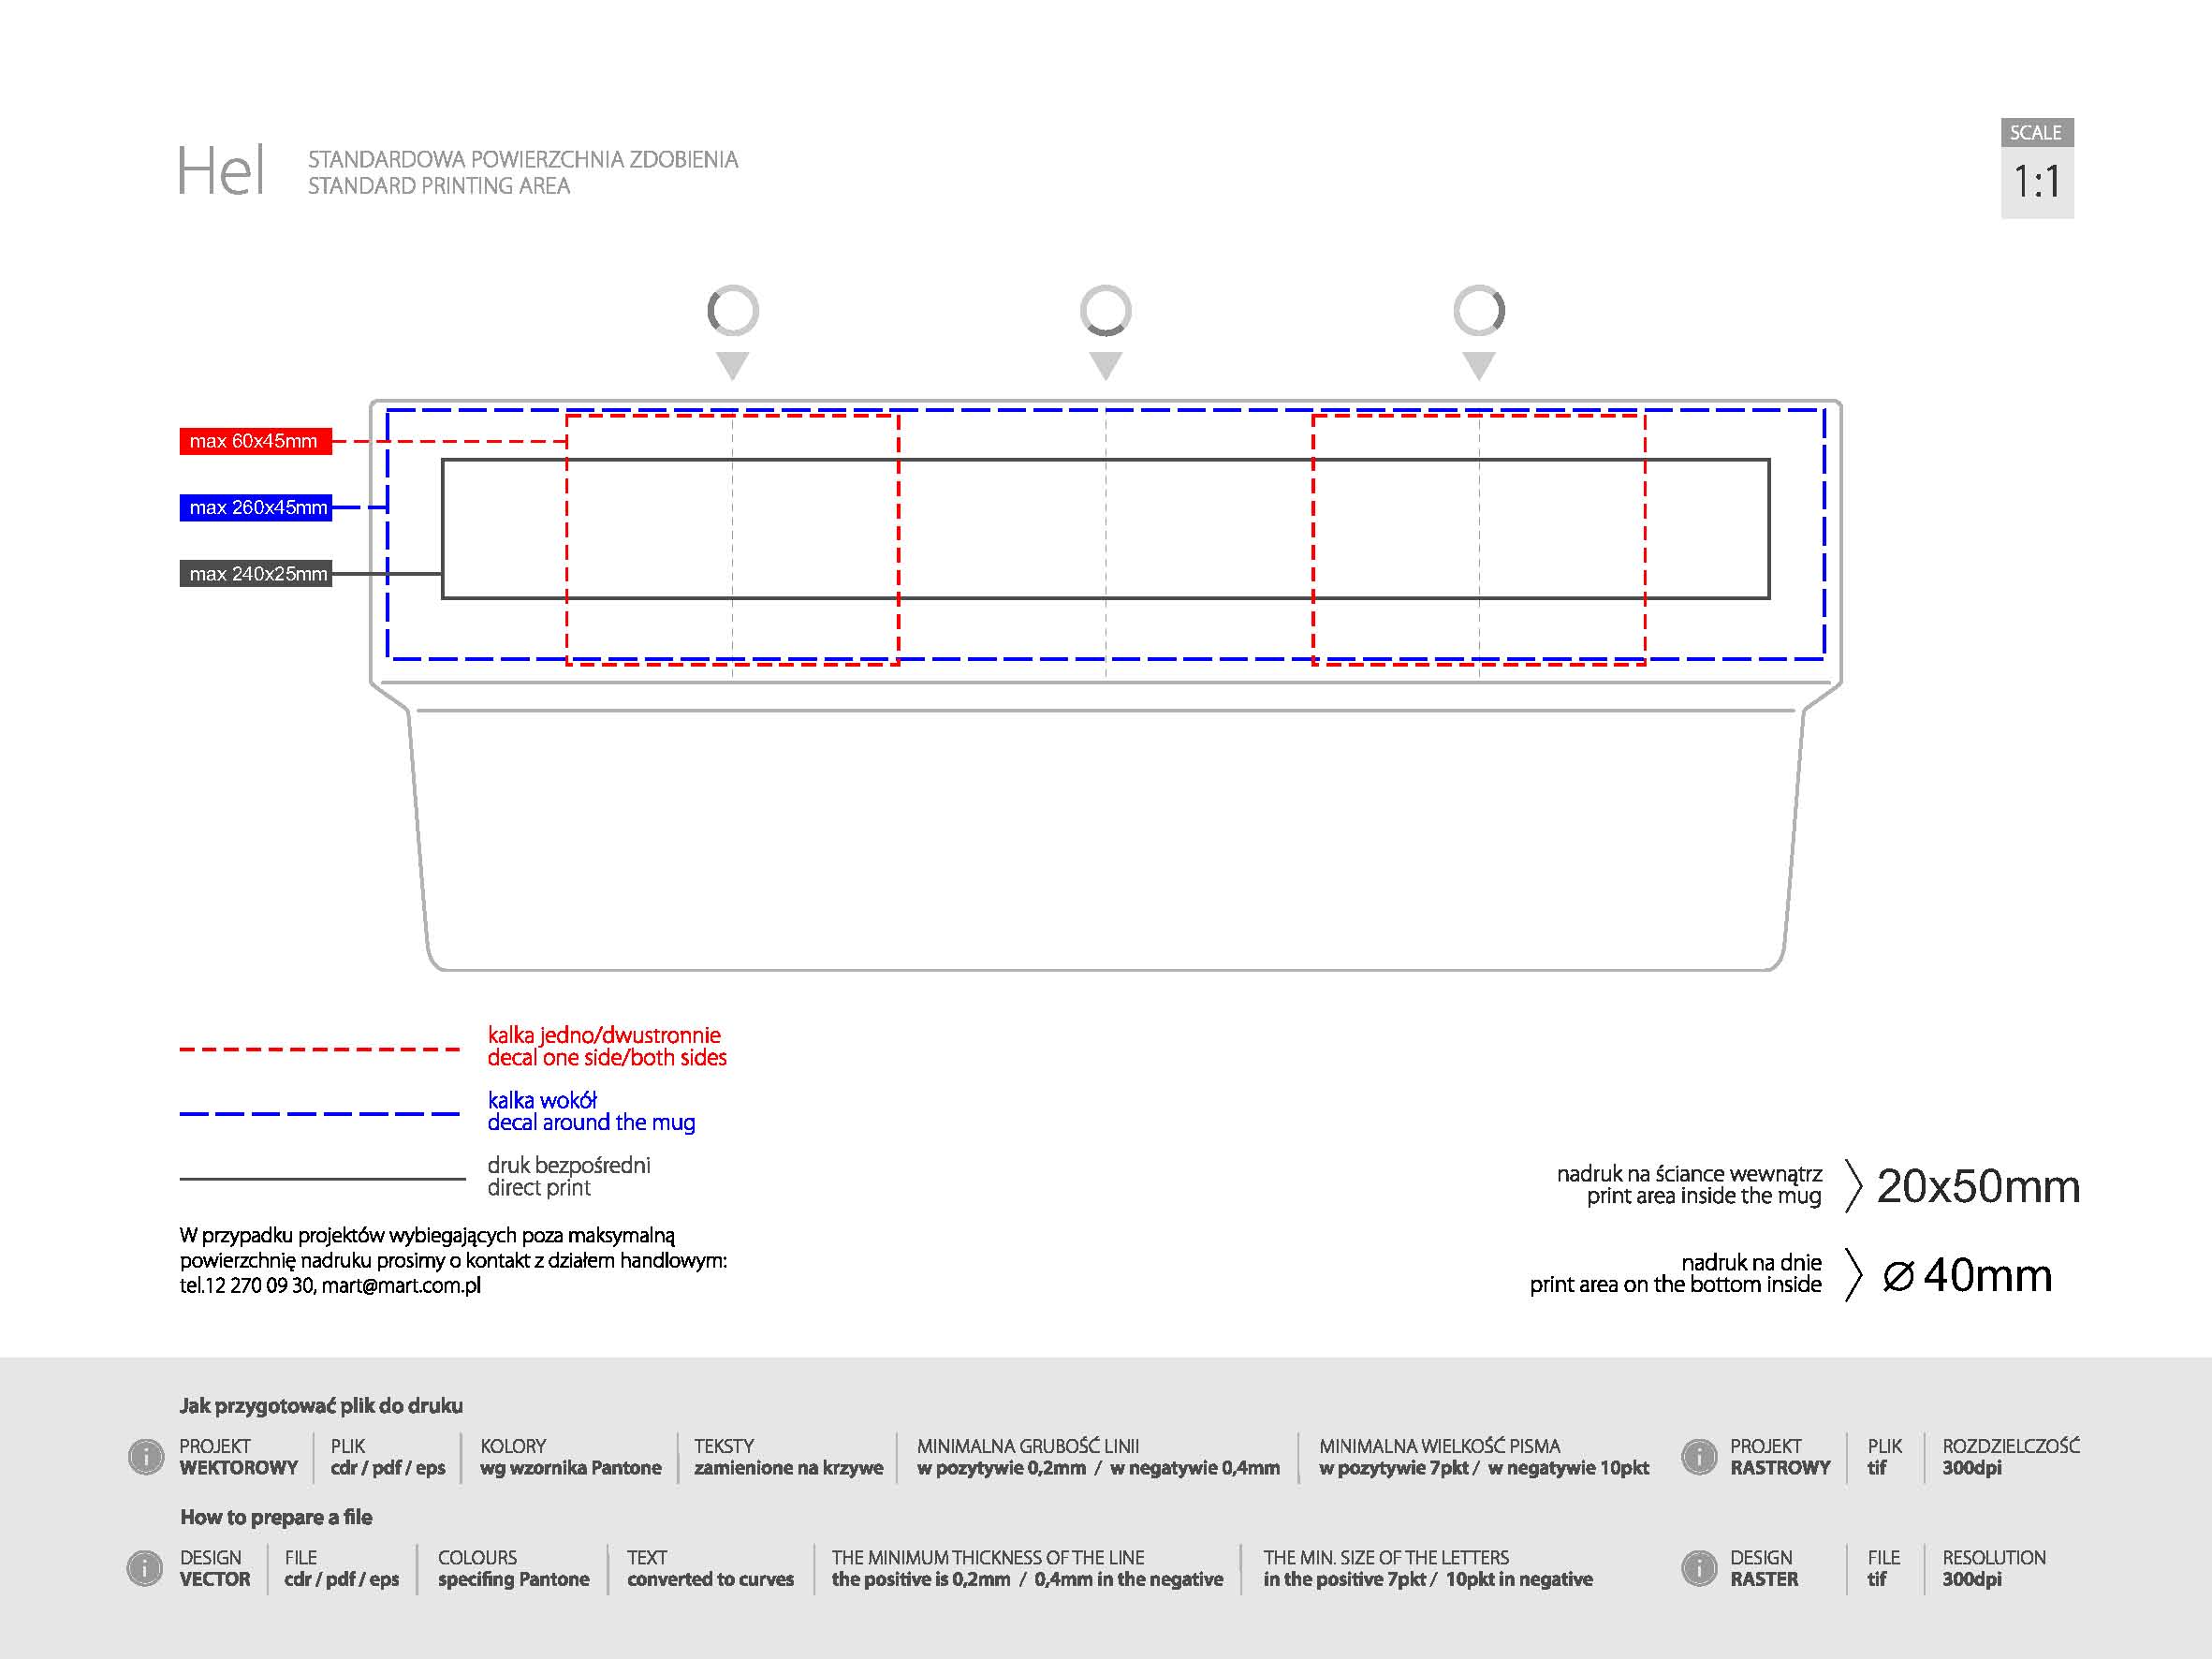 Hel
STANDARDOWA POWIERZCHNIA ZDOBIENIA
STANDARD PRINTING AREA
SCALE
1:1
max 60x45mm
max 260x45mm
max 240x25mm
kalka jedno/dwustronnie
decal one side/both sides
kalka wokół
decal around the mug
druk bezpośredni
direct print
W przypadku projektów wybiegających poza maksymalną
powierzchnię nadruku prosimy o kontakt z działem handlowym:
tel.12 270 09 30, mart@mart.com.pl
nadruk na ściance wewnątrz
print area inside the mug
20x50mm
nadruk na dnie
print area on the bottom inside
⌀ 40mm
Jak przygotować plik do druku
i PROJEKT PLIK KOLORY TEKSTY MINIMALNA GRUBOŚĆ LINII MINIMALNA WIELKOŚĆ PISMA i PROJEKT PLIK ROZDZIELCZOŚĆ
WEKTOROWY cdr / pdf / eps wg wzornika Pantone zamienione na krzywe w pozytywie 0,2mm / w negatywie 0,4mm w pozytywie 7pkt / w negatywie 10pkt RASTROWY tif 300dpi
How to prepare a file
i DESIGN FILE COLOURS TEXT THE MINIMUM THICKNESS OF THE LINE THE MIN. SIZE OF THE LETTERS i DESIGN FILE RESOLUTION
VECTOR cdr / pdf / eps specifing Pantone converted to curves the positive is 0,2mm / 0,4mm in the negative in the positive 7pkt / 10pkt in negative RASTER tif 300dpi